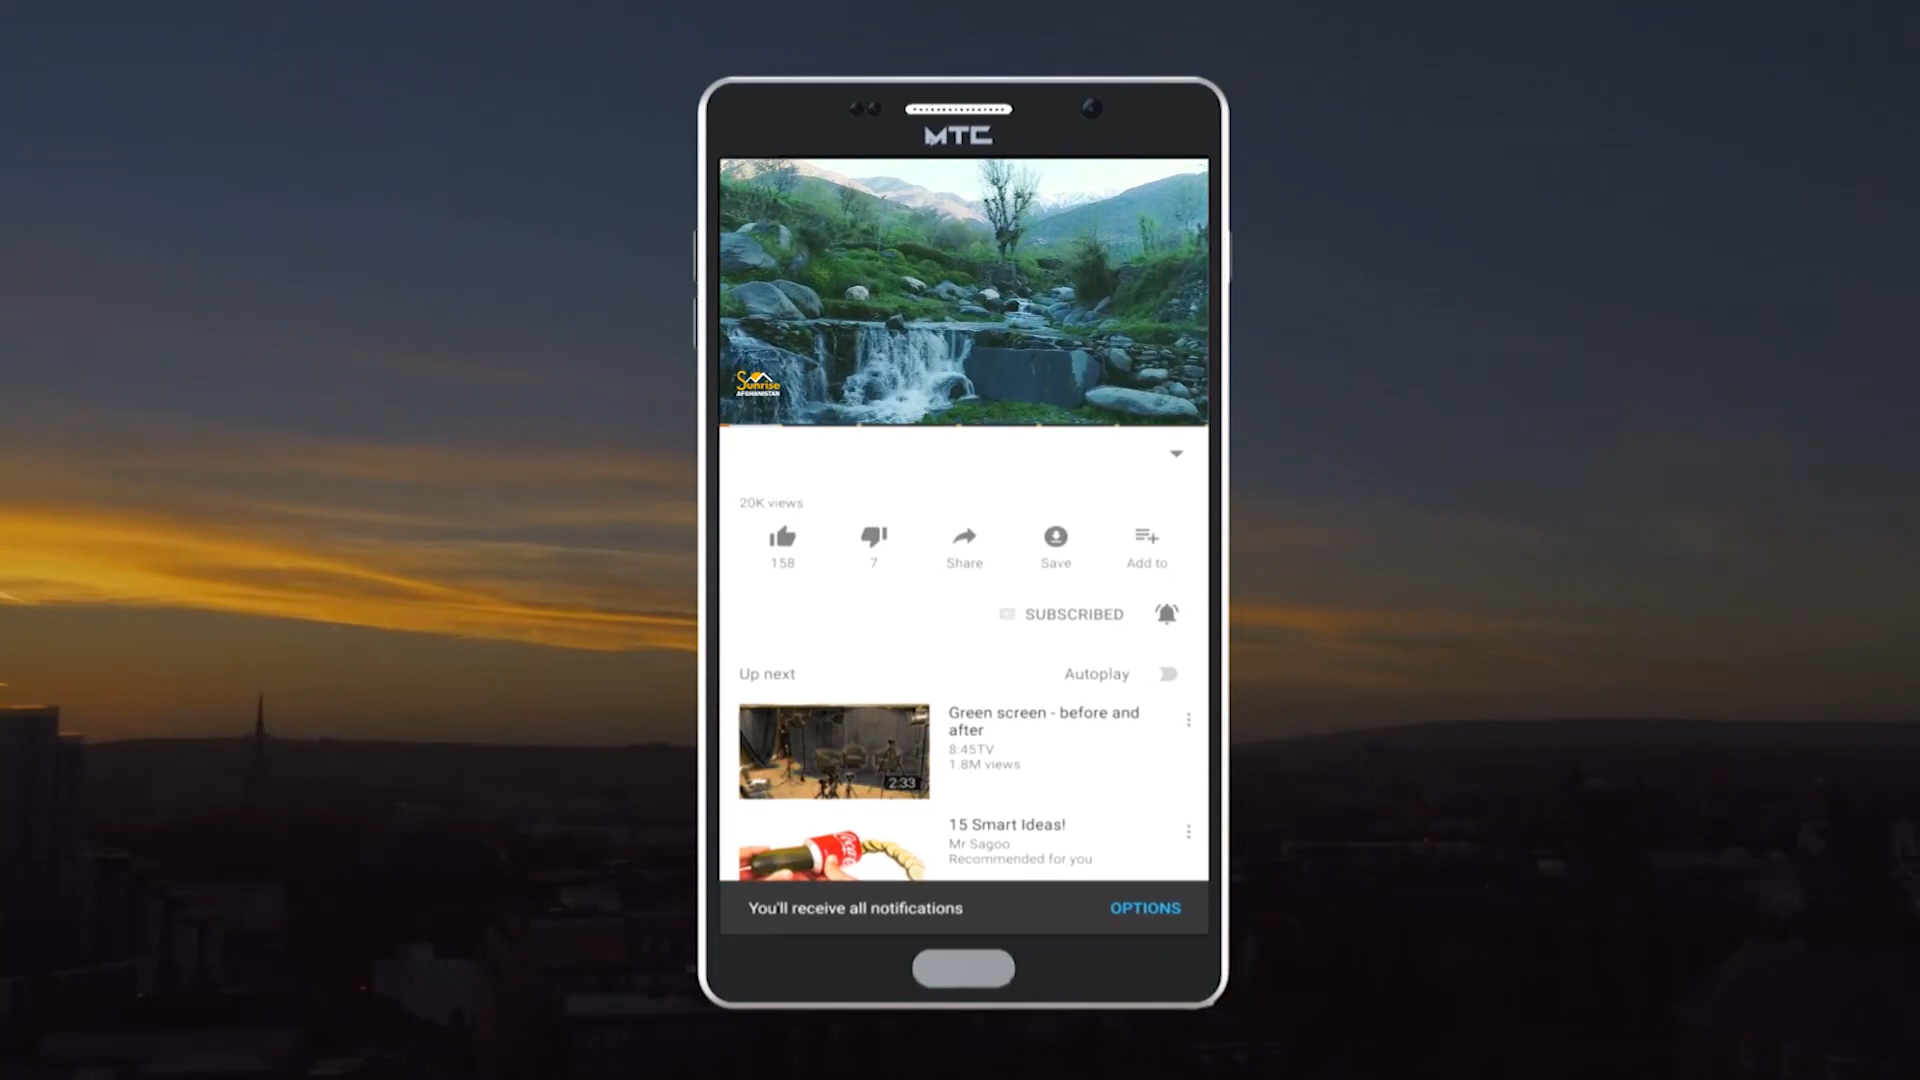 MTC
Sunrise
AFGHANISTAN
20K views
158
7
Share
Save
Add to
SUBSCRIBED
Up next
Autoplay
Green screen - before and
after
8.45TV
1.8M views
2:33
15 Smart Ideas!
Mr Sagoo
Recommended for you
You'll receive all notifications
OPTIONS